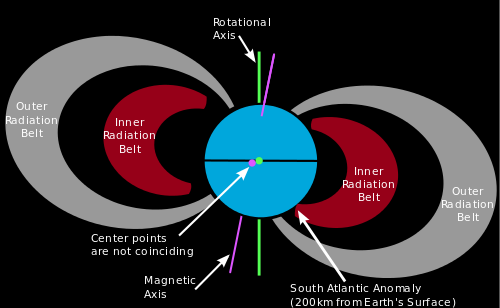 Rotational
Axis
Outer
Radiation
Belt
Inner
Radiation
Belt
Inner
Radiation
Belt
Outer
Radiation
Belt
Center points
are not coinciding
Magnetic
Axis
South Atlantic Anomaly
(200km from Earth's Surface)